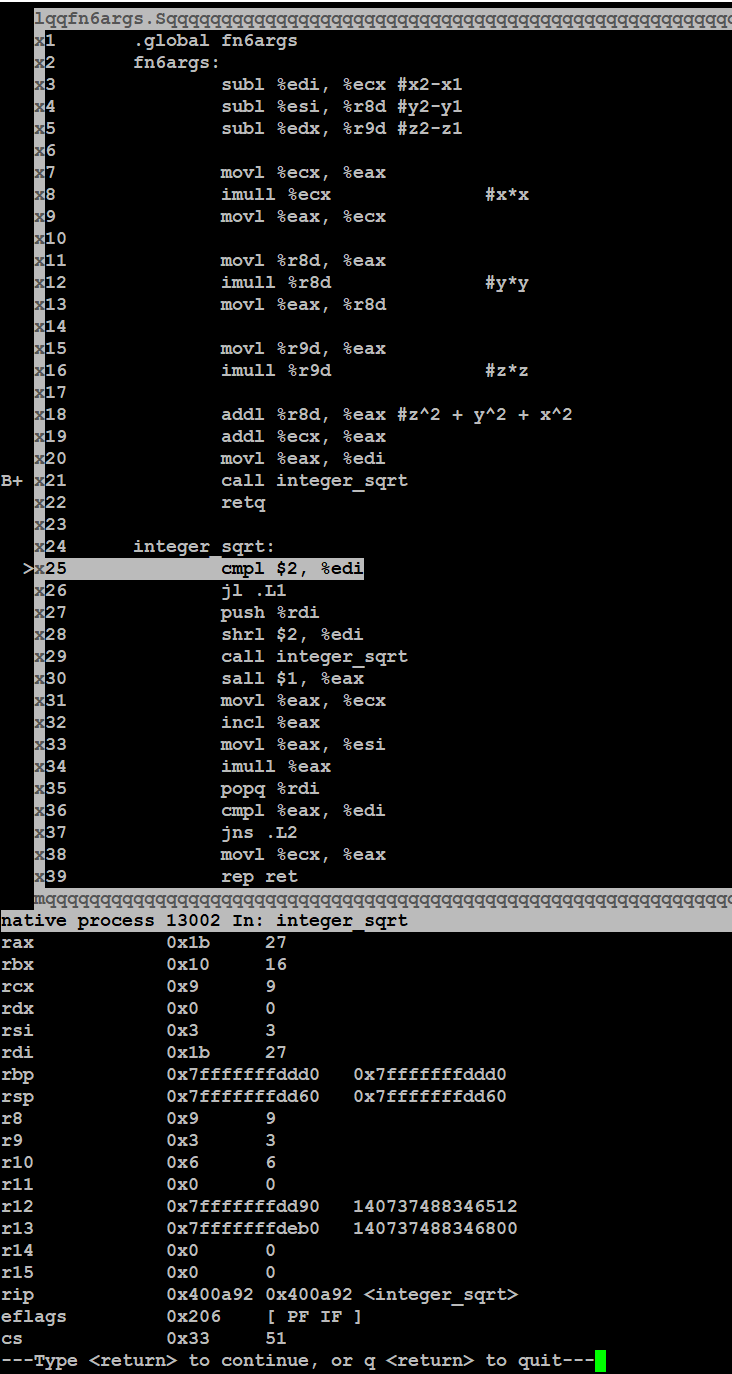 lqqfn6args.Sqqqqqqqqqqqqqqqqqqqqqqqqqqqqqqqqqqqqqqqqqqqqqqqqqqqq
x1 .global fn6args
x2 fn6args:
x3 subl %edi, %ecx #x2-x1
x4 subl %esi, %r8d #y2-y1
x5 subl %edx, %r9d #z2-z1
x6
x7 movl %ecx, %eax
x8 imull %ecx #x*x
x9 movl %eax, %ecx
x10
x11 movl %r8d, %eax
x12 imull %r8d #y*y
x13 movl %eax, %r8d
x14
x15 movl %r9d, %eax
x16 imull %r9d #z*z
x17
x18 addl %r8d, %eax #z^2 + y^2 + x^2
x19 addl %ecx, %eax
x20 movl %eax, %edi
B+ x21 call integer_sqrt
x22 retq
x23
x24 integer_sqrt:
>x25 cmpl $2, %edi
x26 jl .L1
x27 push %rdi
x28 shrl $2, %edi
x29 call integer_sqrt
x30 sall $1, %eax
x31 movl %eax, %ecx
x32 incl %eax
x33 movl %eax, %esi
x34 imull %eax
x35 popq %rdi
x36 cmpl %eax, %edi
x37 jns .L2
x38 movl %ecx, %eax
x39 rep ret
mqqqqqqqqqqqqqqqqqqqqqqqqqqqqqqqqqqqqqqqqqqqqqqqqqqqqqqqqqqqqqqq
native process 13002 In: integer_sqrt
rax 0x1b 27
rbx 0x10 16
rcx 0x9 9
rdx 0x0 0
rsi 0x3 3
rdi 0x1b 27
rbp 0x7fffffffddd0 0x7fffffffddd0
rsp 0x7fffffffdd60 0x7fffffffdd60
r8 0x9 9
r9 0x3 3
r10 0x6 6
r11 0x0 0
r12 0x7fffffffdd90 140737488346512
r13 0x7fffffffdeb0 140737488346800
r14 0x0 0
r15 0x0 0
rip 0x400a92 0x400a92 <integer_sqrt>
eflags 0x206 [ PF IF ]
cs 0x33 51
---Type <return> to continue, or q <return> to quit---